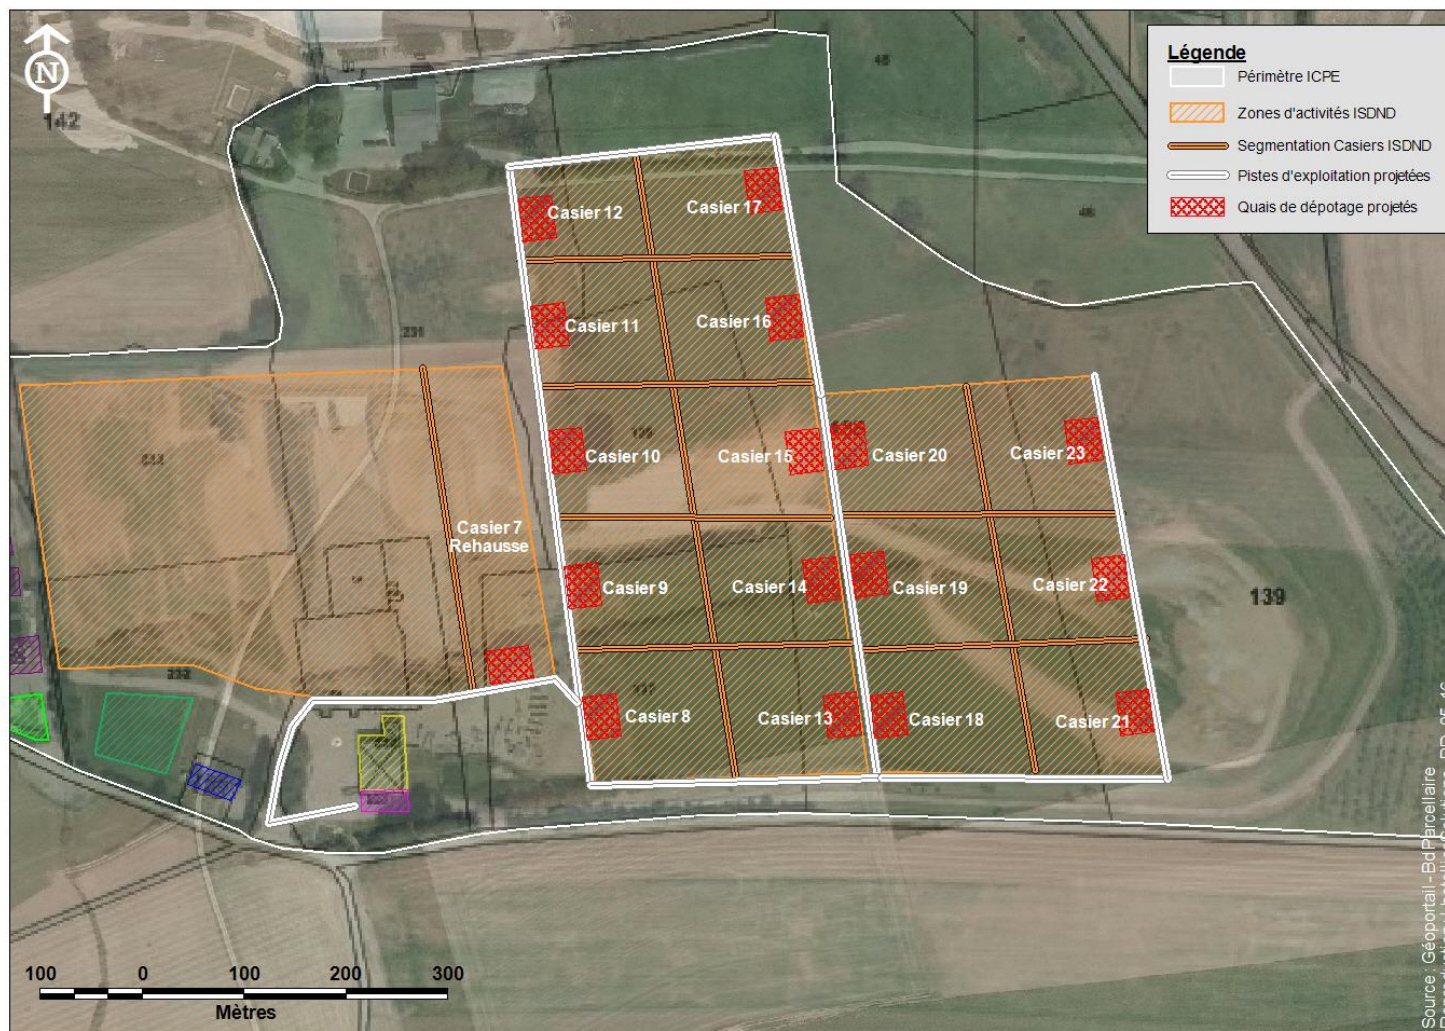 N
142
Légende
Périmètre ICPE
Zones d'activités ISDND
Segmentation Casiers ISDND
Pistes d'exploitation projetées
Quais de dépotage projetés
Casier 12
Casier 17
Casier 11
Casier 16
231
Casier 10
Casier 15
Casier 20
Casier 23
Casier 7
Rehausse
Casier 9
Casier 14
Casier 19
Casier 22
139
Casier 8
Casier 13
Casier 18
Casier 21
100 0 100 200 300
Mètres
Source : Géoportail - Bd Parcellaire